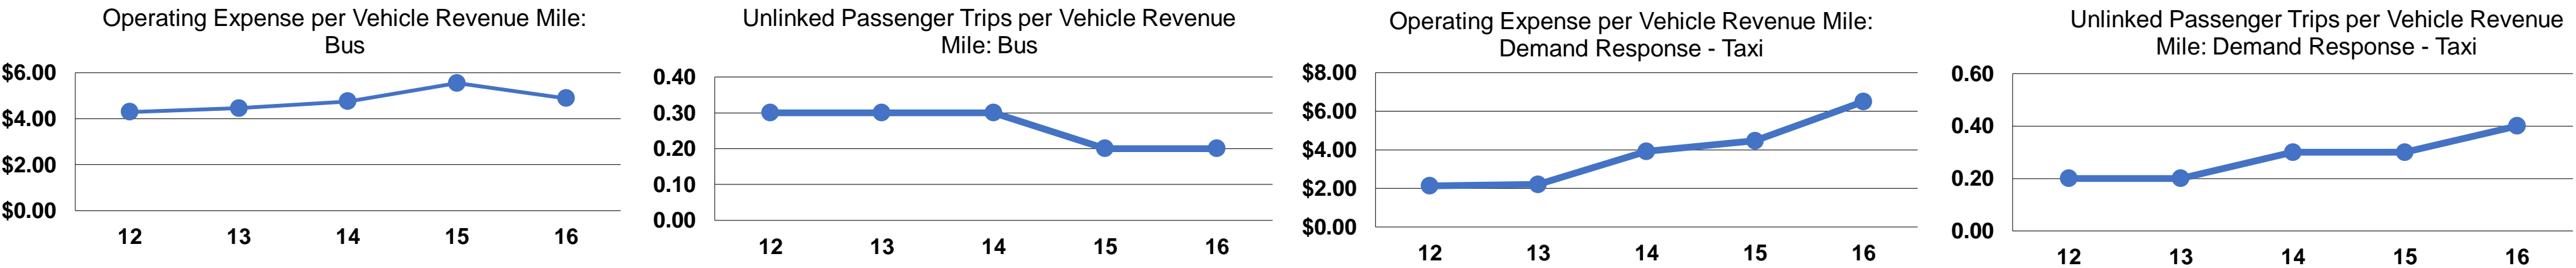 Operating Expense per Vehicle Revenue Mile:
Bus
$6.00
$4.00
$2.00
$0.00
12 13 14 15 16
Unlinked Passenger Trips per Vehicle Revenue
Mile: Bus
0.40
0.30
0.20
0.10
0.00
12 13 14 15 16
Operating Expense per Vehicle Revenue Mile:
Demand Response - Taxi
$8.00
$6.00
$4.00
$2.00
$0.00
12 13 14 15 16
Unlinked Passenger Trips per Vehicle Revenue
Mile: Demand Response - Taxi
0.60
0.40
0.20
0.00
12 13 14 15 16